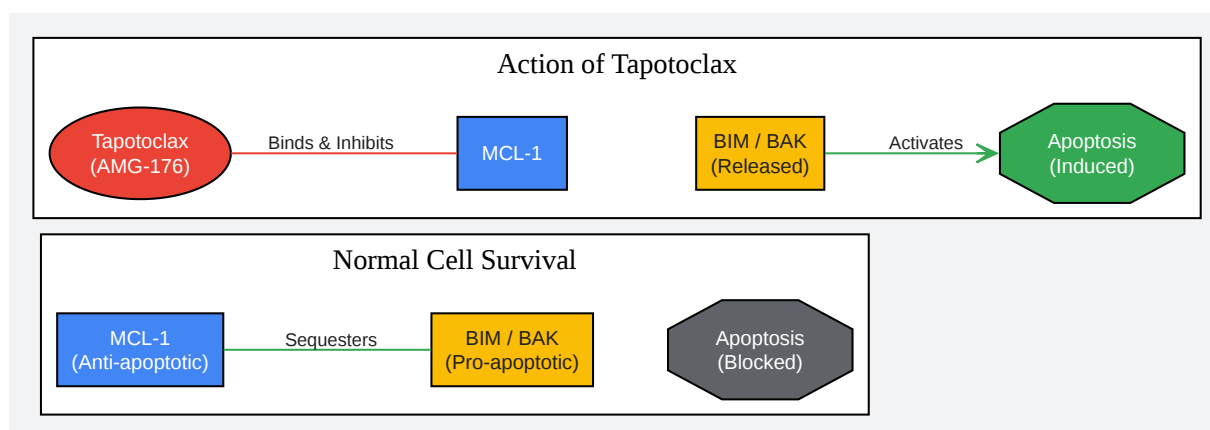 Action of Tapotoclax
Tapotoclax
(AMG-176)
Binds & Inhibits
MCL-1
BIM / BAK
(Released)
Activates
Apoptosis
(Induced)
Normal Cell Survival
MCL-1
(Anti-apoptotic)
Sequesters
BIM / BAK
(Pro-apoptotic)
Apoptosis
(Blocked)